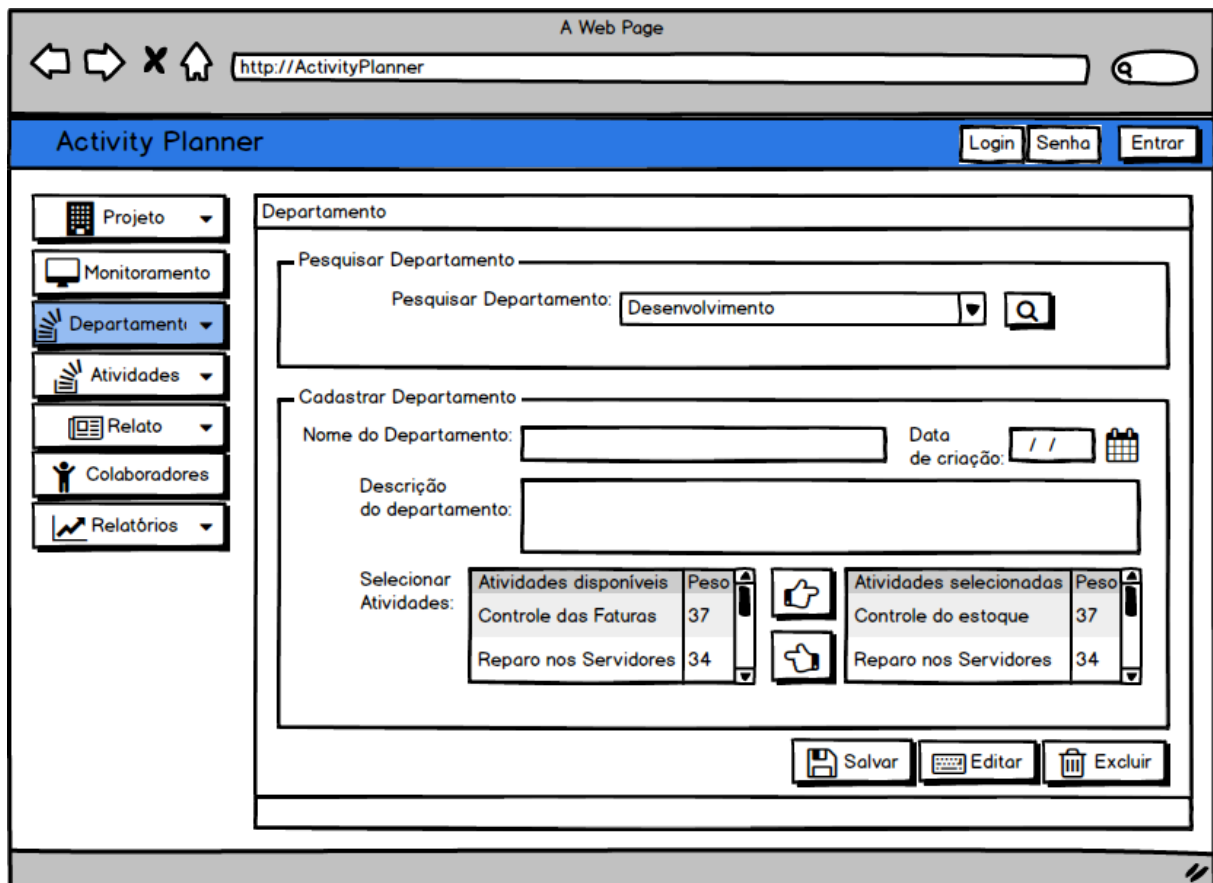 A Web Page
http://ActivityPlanner
Activity Planner
Login
Senha
Entrar
Projeto
Monitoramento
Departament
Atividades
Relato
Colaboradores
Relatórios
Departamento
Pesquisar Departamento
Pesquisar Departamento:
Desenvolvimento
Cadastrar Departamento
Nome do Departamento:
Data
de criação:
/ /
Descrição
do departamento:
Selecionar
Atividades:
Atividades disponíveis Peso
Controle das Faturas 37
Reparo nos Servidores 34
Atividades selecionadas Peso
Controle do estoque 37
Reparo nos Servidores 34
Salvar
Editar
Excluir